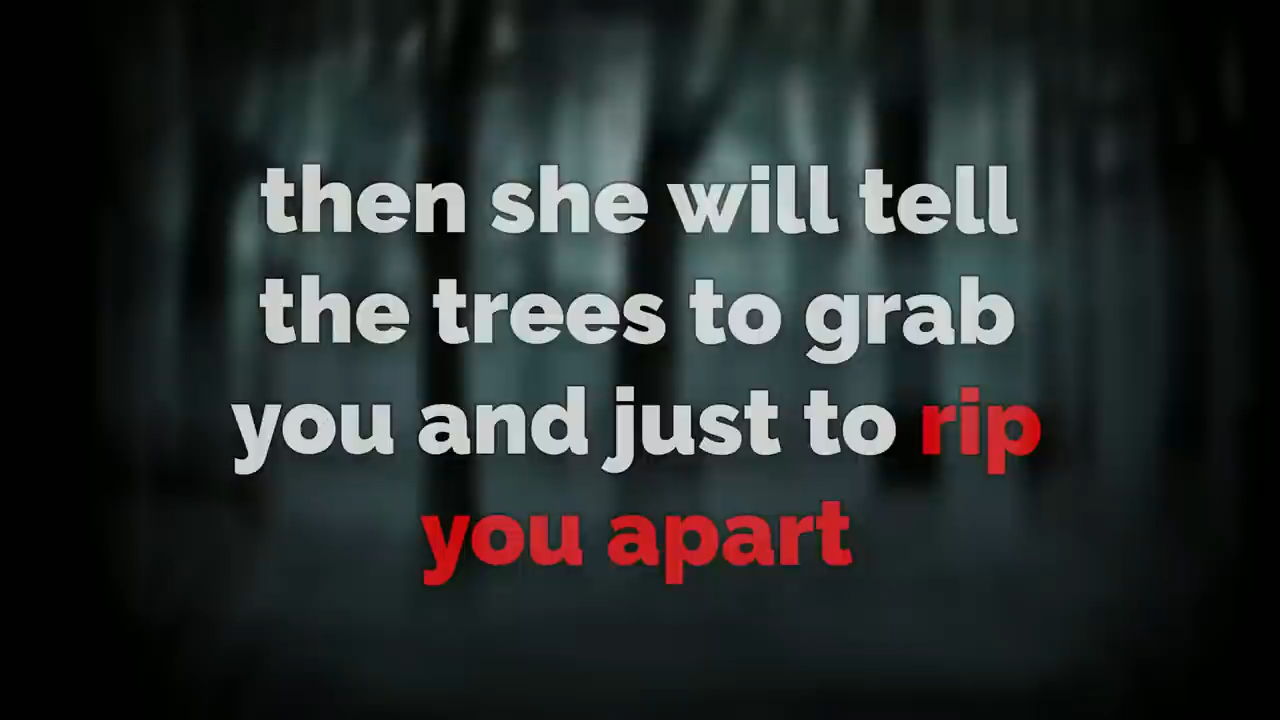 then she will tell
the trees to grab
you and just to rip
you apart